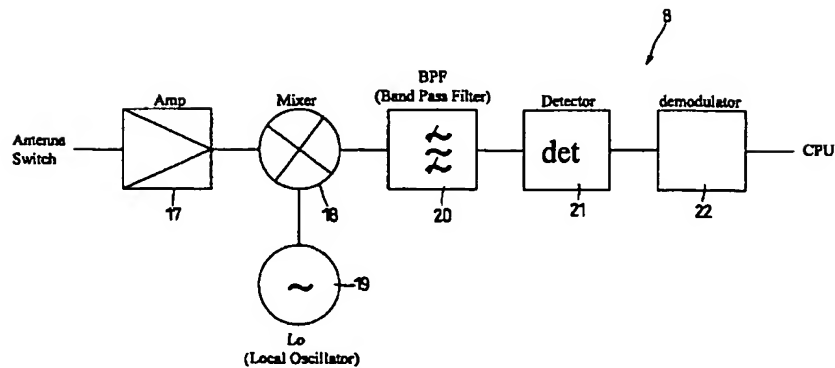 8
BPF
(Band Pass Filter)
Amp
Mixer
Detector
demodulator
Antenna
Switch
det
CPU
17
18
20
21
22
19
Lo
(Local Oscillator)